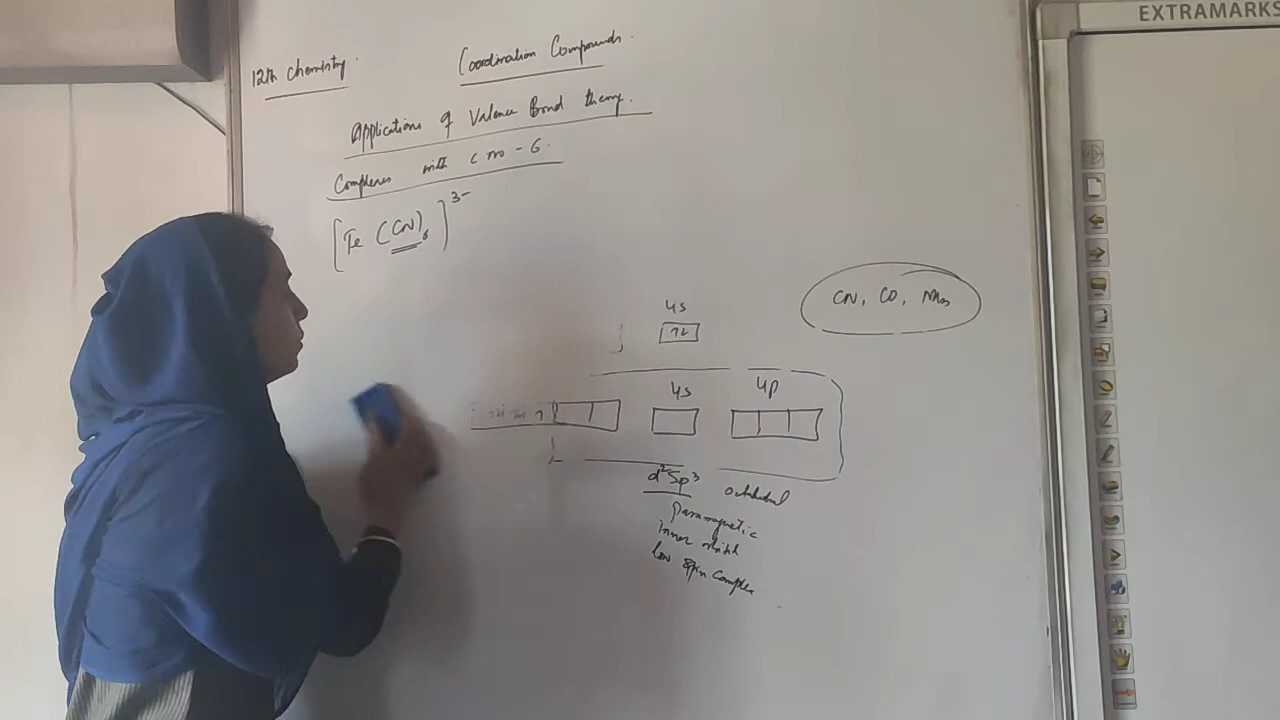 EXTRAMARKS
12th Chemistry.
Coordination Compounds.
Applications of Valence Bond theory.
Complexes with C no - 6.
[Fe (CN)6]3-
CN, CO, NH3
4s
4s 4p
d2sp3 octahedral
paramagnetic
Inner orbital
low spin complex